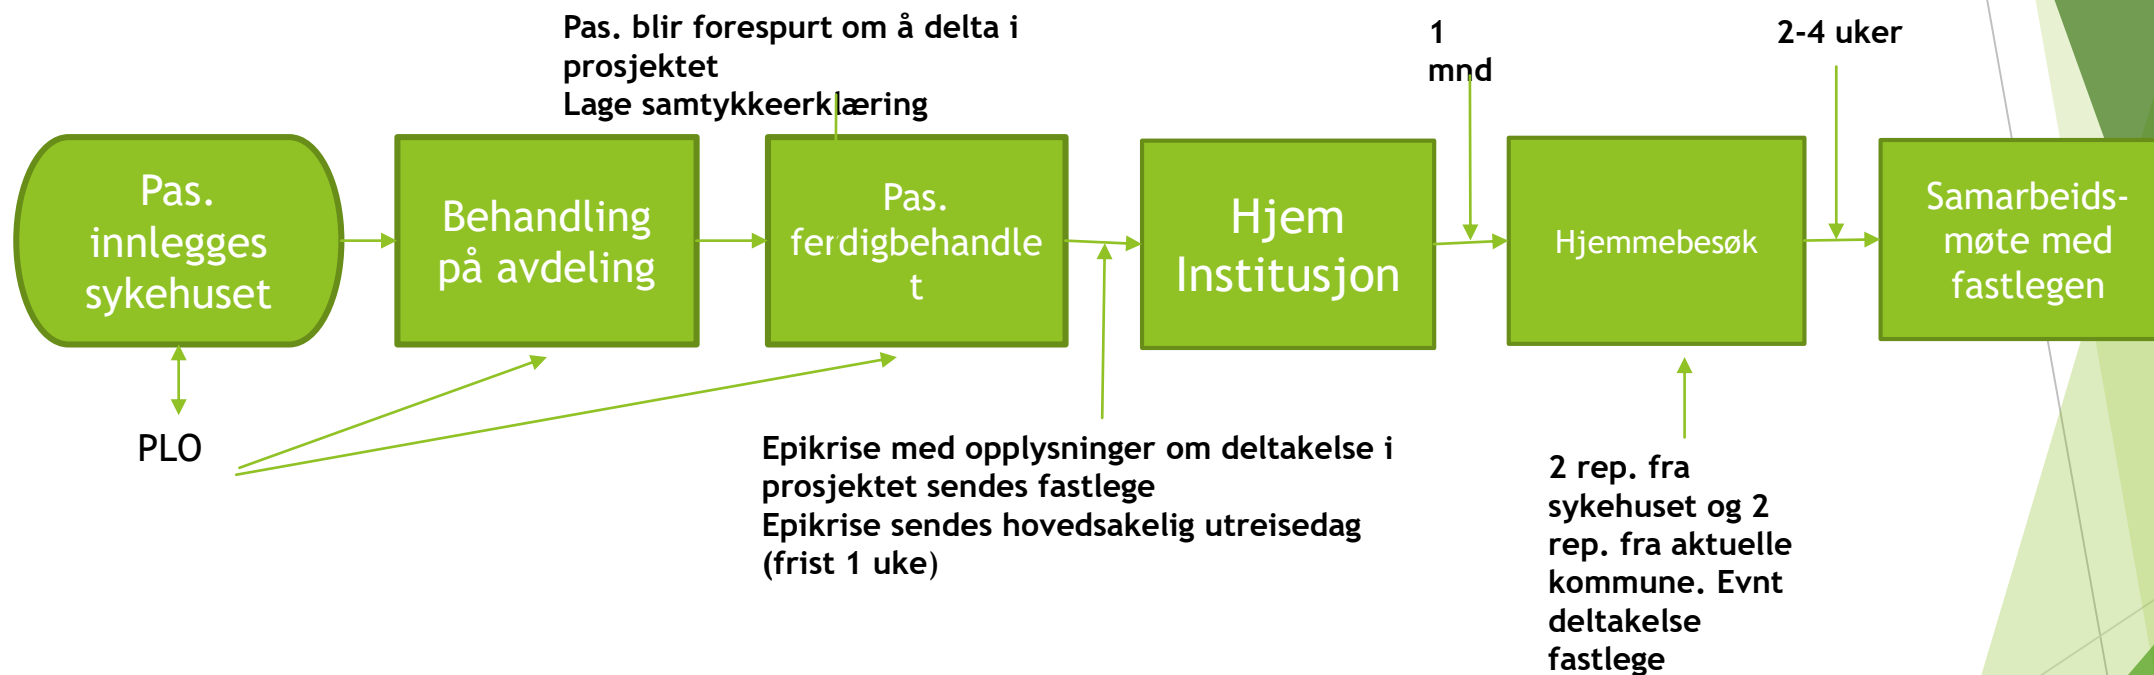 Pas. blir forespurt om å delta i
prosjektet
Lage samtykkeerklæring
1
mnd
2-4 uker
Pas.
innlegges
sykehuset
Behandling
på avdeling
Pas.
ferdigbehandle
t
Hjem
Institusjon
Hjemmebesøk
Samarbeids-
møte med
fastlegen
PLO
Epikrise med opplysninger om deltakelse i
prosjektet sendes fastlege
Epikrise sendes hovedsakelig utreisedag
(frist 1 uke)
2 rep. fra
sykehuset og 2
rep. fra aktuelle
kommune. Evnt
deltakelse
fastlege